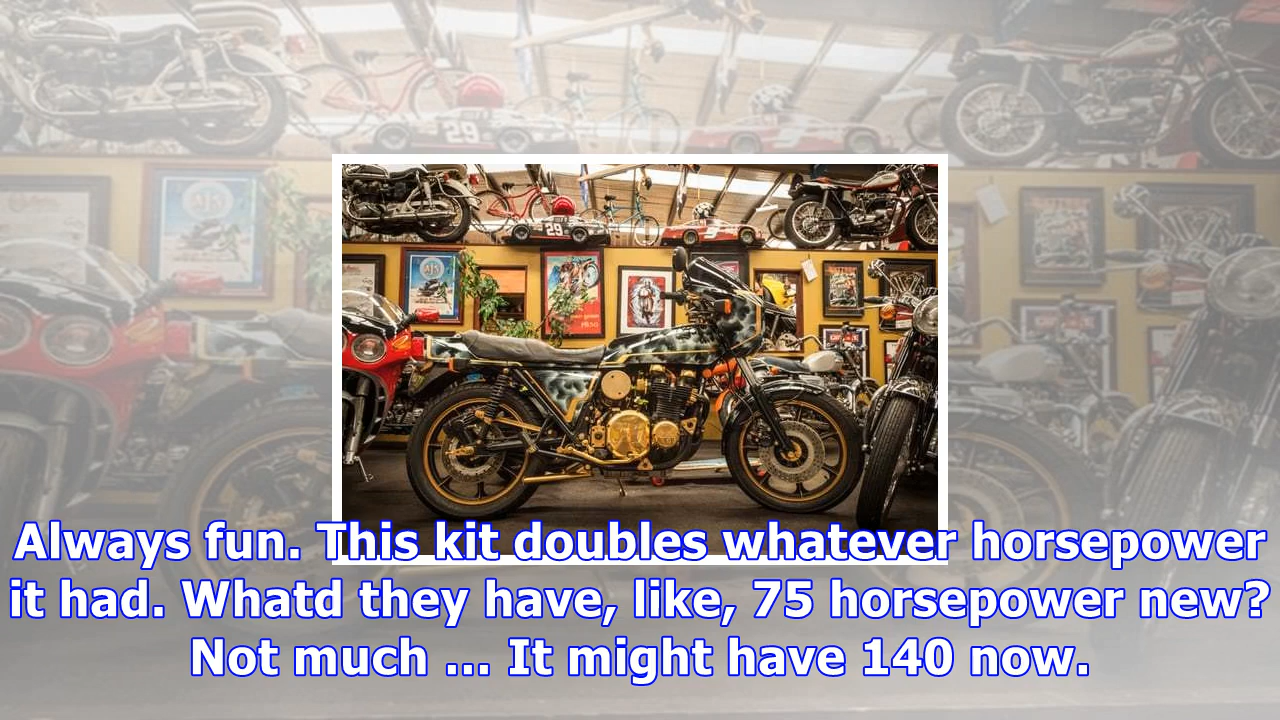 29
Always fun. This kit doubles whatever horsepower
it had. Whatd they have, like, 75 horsepower new?
Not much ... It might have 140 now.